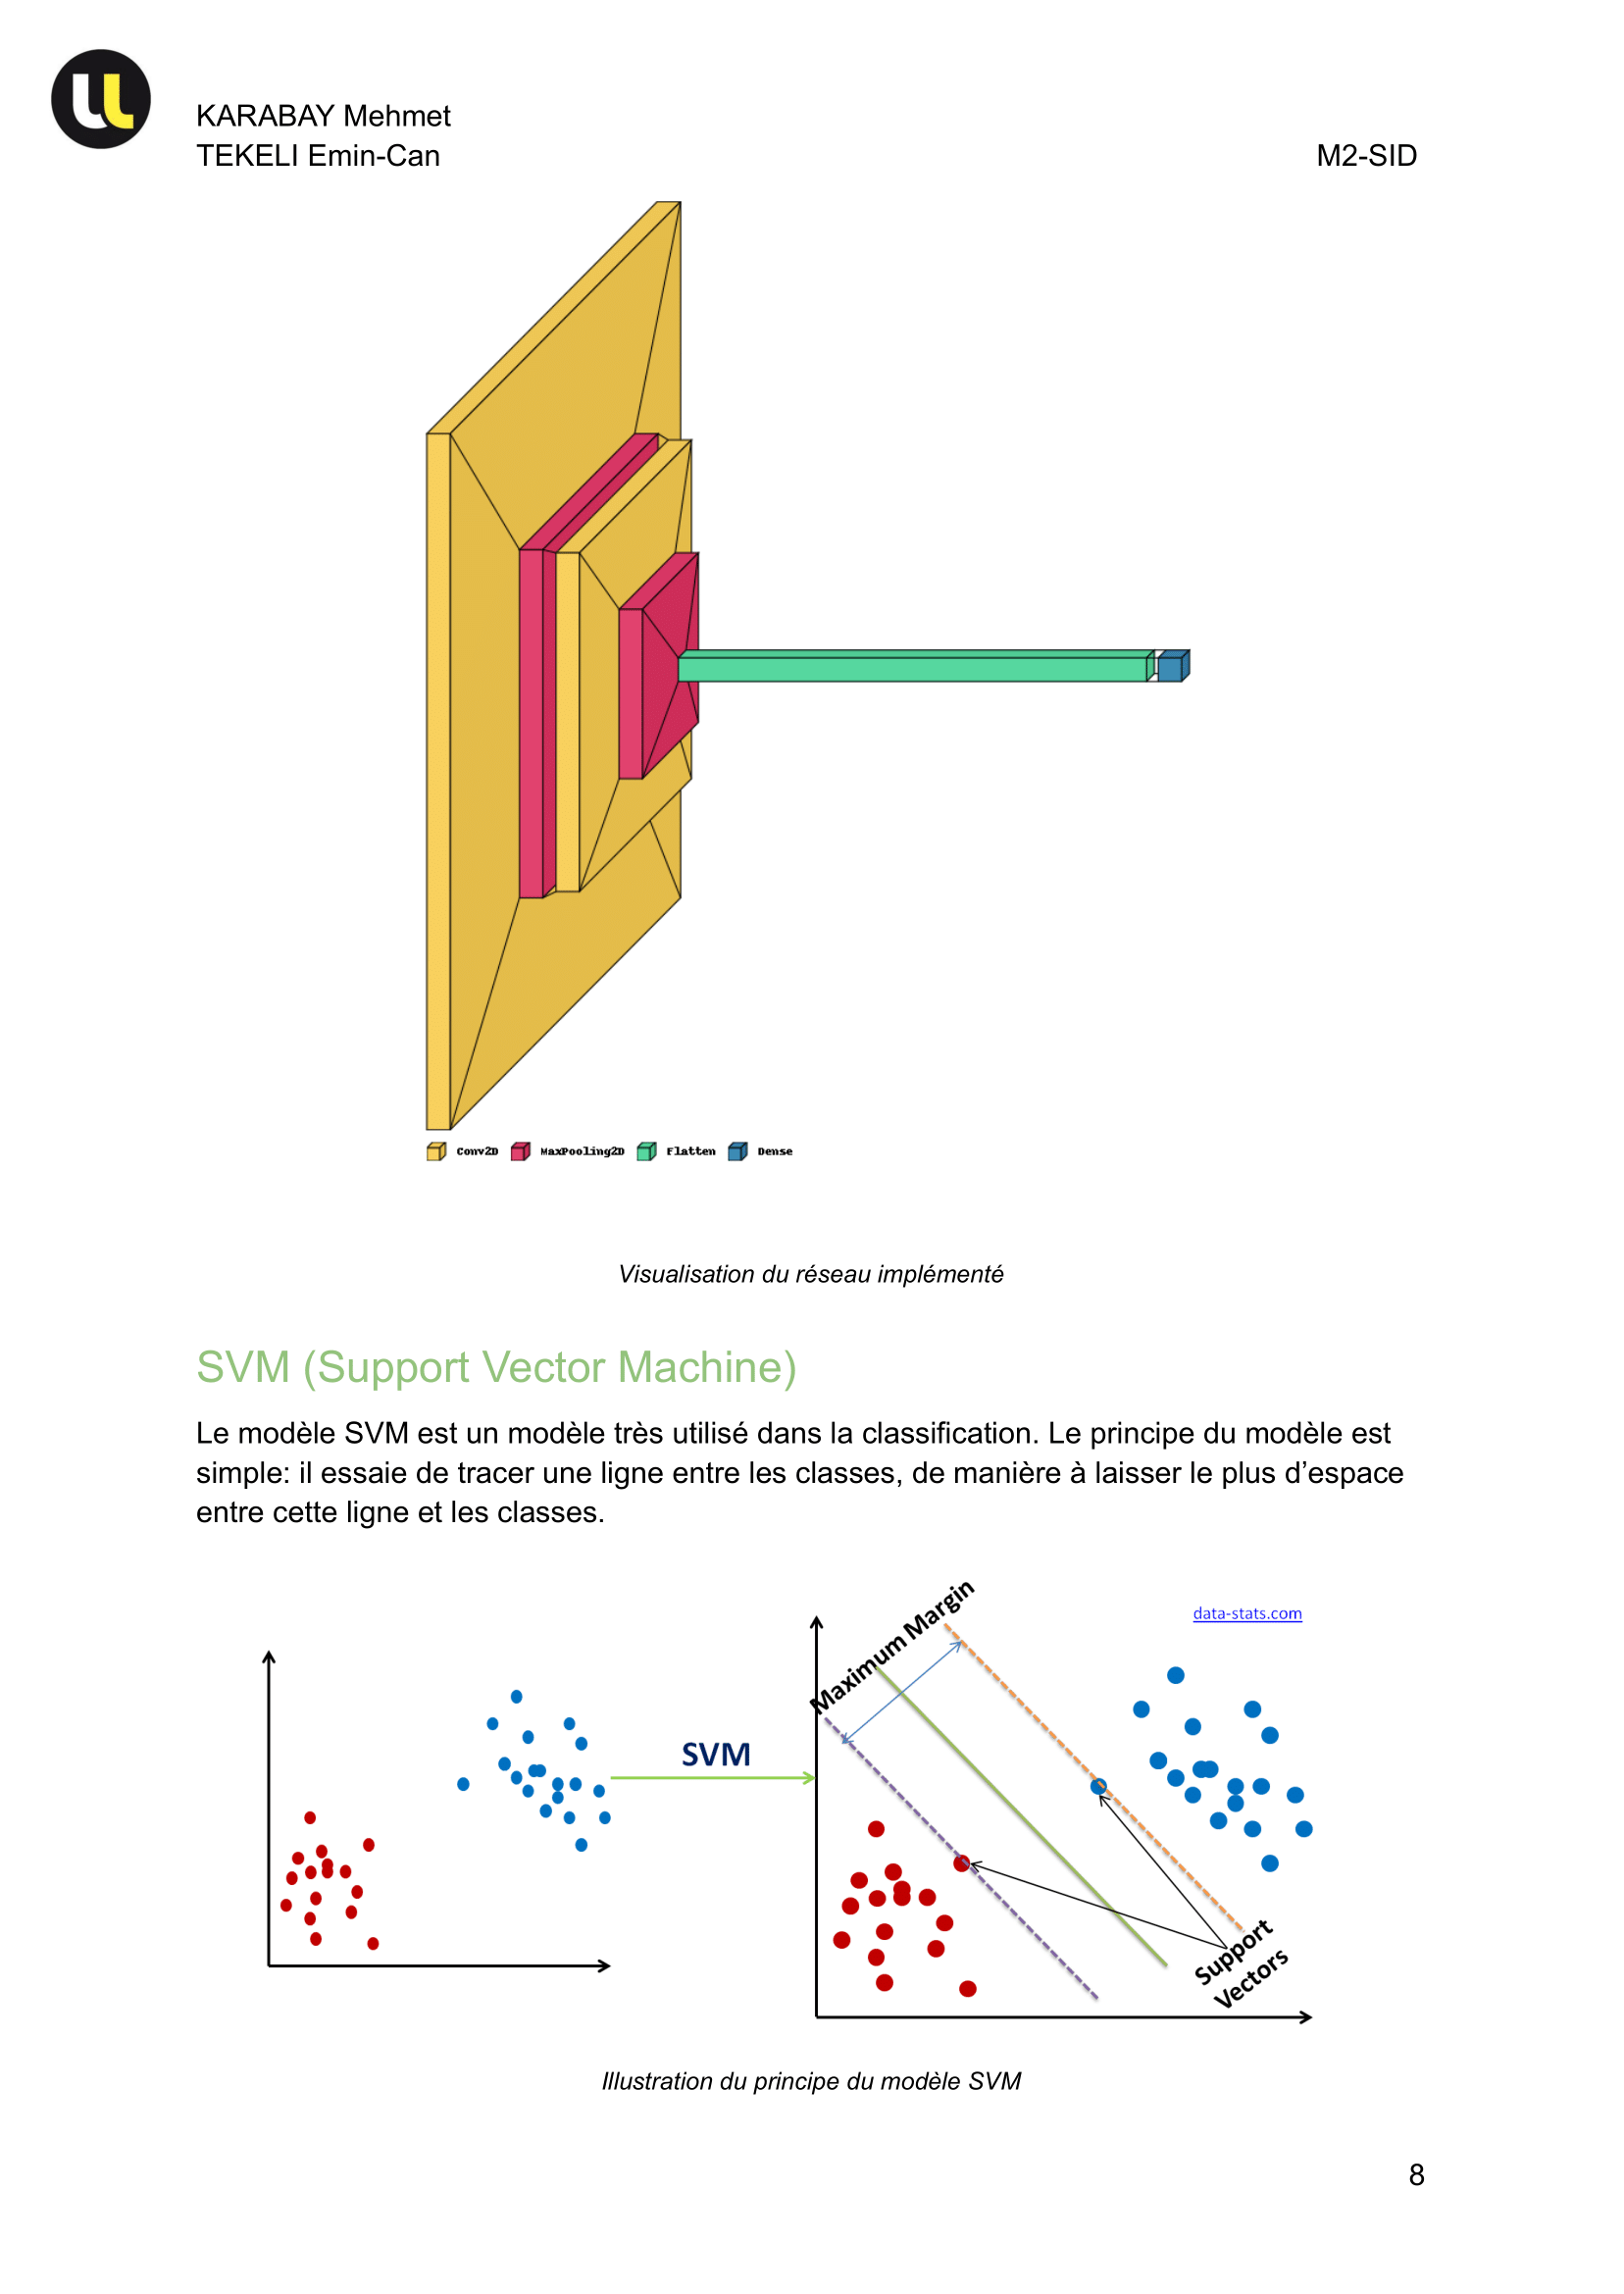 KARABAY Mehmet
TEKELI Emin-Can
M2-SID
Conv2D MaxPooling2D Flatten Dense
Visualisation du réseau implémenté
SVM (Support Vector Machine)
Le modèle SVM est un modèle très utilisé dans la classification. Le principe du modèle est
simple: il essaie de tracer une ligne entre les classes, de manière à laisser le plus d’espace
entre cette ligne et les classes.
data-stats.com
Maximum Margin
SVM
Support
Vectors
Illustration du principe du modèle SVM
8